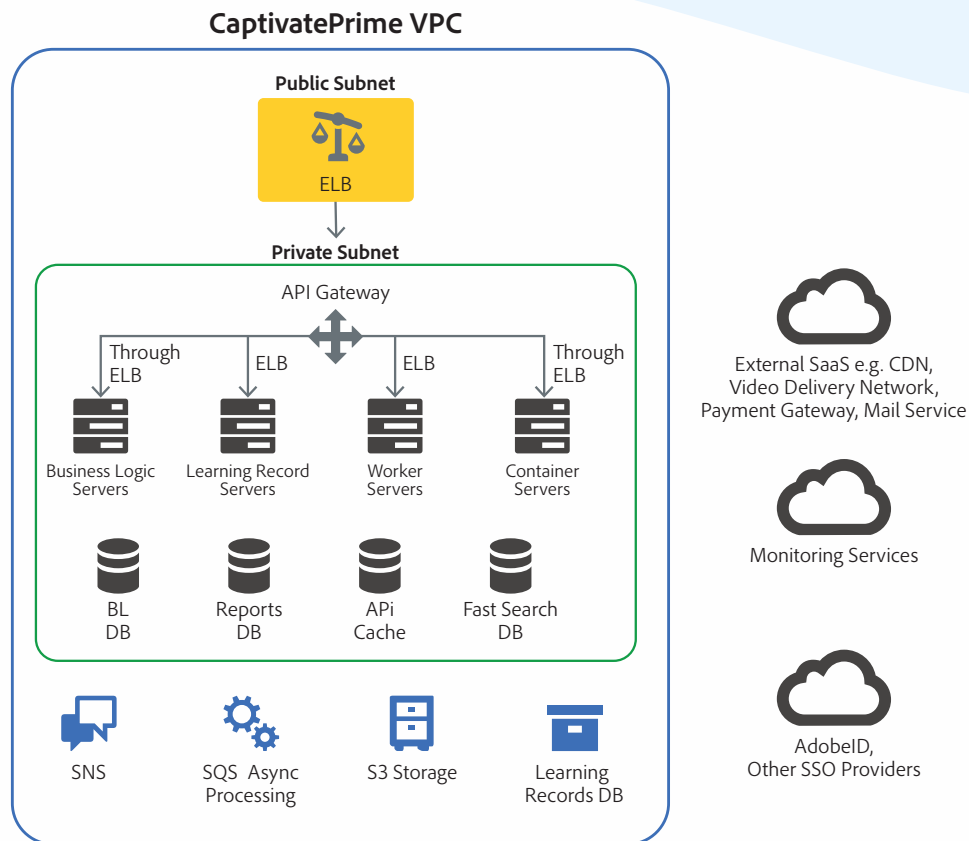 CaptivatePrime VPC
Public Subnet
ELB
Private Subnet
API Gateway
Through
ELB
ELB
ELB
Through
ELB
Business Logic
Servers
Learning Record
Servers
Worker
Servers
Container
Servers
BL
DB
Reports
DB
APi
Cache
Fast Search
DB
SNS
SQS Async
Processing
S3 Storage
Learning
Records DB
External SaaS e.g. CDN,
Video Delivery Network,
Payment Gateway, Mail Service
Monitoring Services
AdobeID,
Other SSO Providers